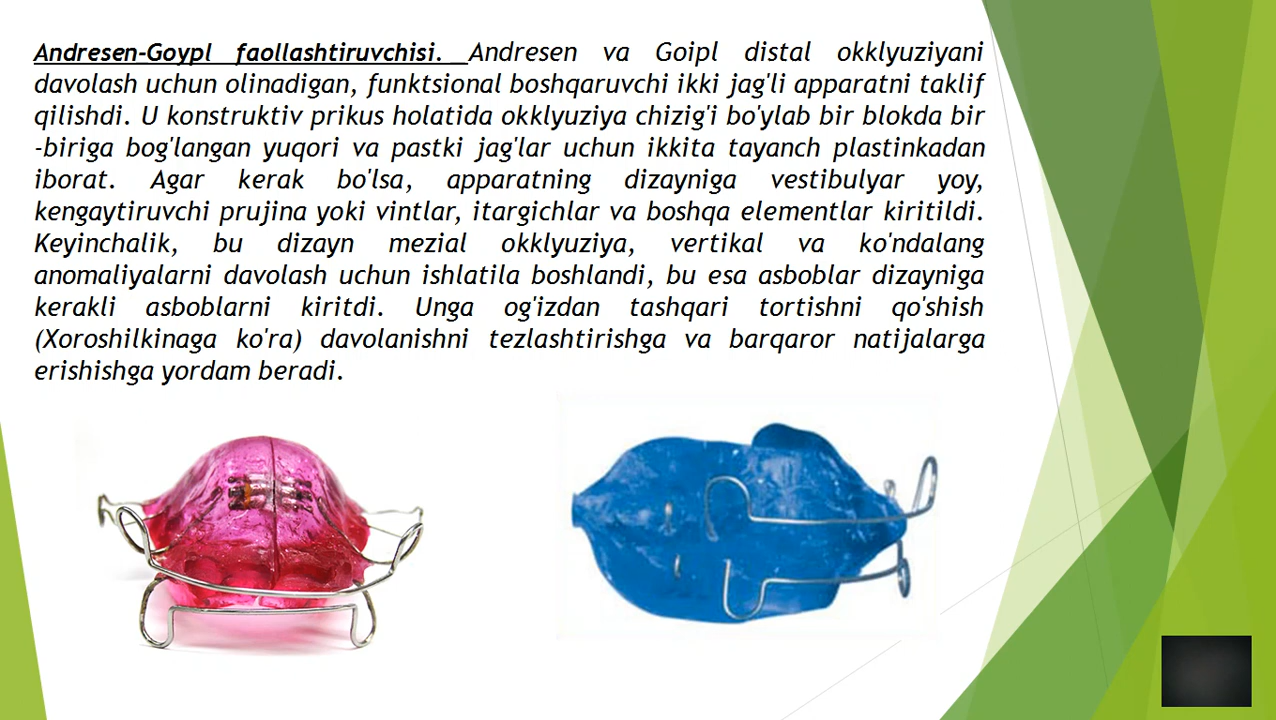 Andresen-Goypl faollashtiruvchisi. Andresen va Goipl distal okklyuziyani
davolash uchun olinadigan, funktsional boshqaruvchi ikki jag'li apparatni taklif
qilishdi. U konstruktiv prikus holatida okklyuziya chizig'i bo'ylab bir blokda bir
-biriga bog'langan yuqori va pastki jag'lar uchun ikkita tayanch plastinkadan
iborat. Agar kerak bo'lsa, apparatning dizayniga vestibulyar yoy,
kengaytiruvchi prujina yoki vintlar, itargichlar va boshqa elementlar kiritildi.
Keyinchalik, bu dizayn mezial okklyuziya, vertikal va ko'ndalang
anomaliyalarni davolash uchun ishlatila boshlandi, bu esa asboblar dizayniga
kerakli asboblarni kiritdi. Unga og'izdan tashqari tortishni qo'shish
(Xoroshilkinaga ko'ra) davolanishni tezlashtirishga va barqaror natijalarga
erishishga yordam beradi.